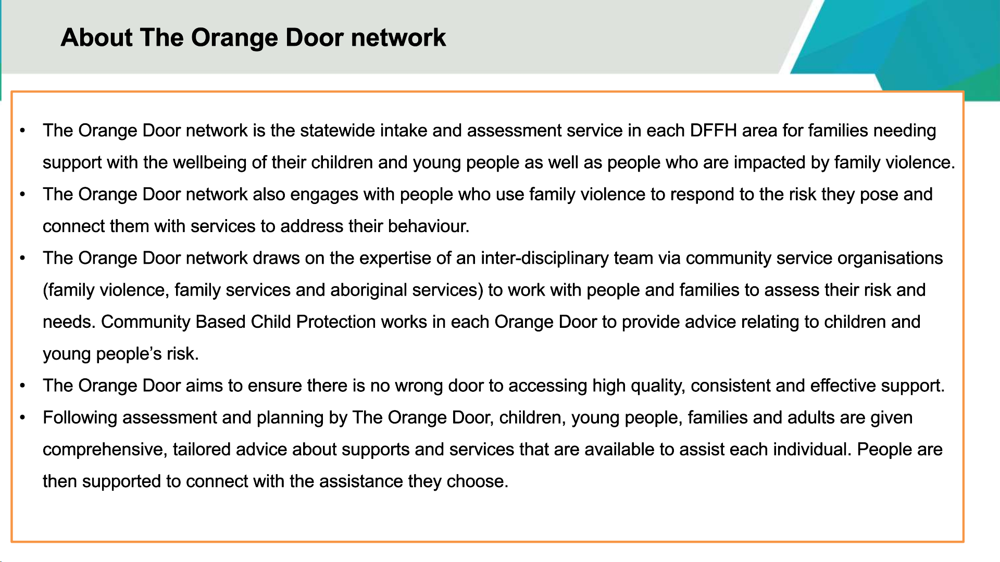 About The Orange Door network
• The Orange Door network is the statewide intake and assessment service in each DFFH area for families needing
support with the wellbeing of their children and young people as well as people who are impacted by family violence.
• The Orange Door network also engages with people who use family violence to respond to the risk they pose and
connect them with services to address their behaviour.
• The Orange Door network draws on the expertise of an inter-disciplinary team via community service organisations
(family violence, family services and aboriginal services) to work with people and families to assess their risk and
needs. Community Based Child Protection works in each Orange Door to provide advice relating to children and
young people’s risk.
• The Orange Door aims to ensure there is no wrong door to accessing high quality, consistent and effective support.
• Following assessment and planning by The Orange Door, children, young people, families and adults are given
comprehensive, tailored advice about supports and services that are available to assist each individual. People are
then supported to connect with the assistance they choose.